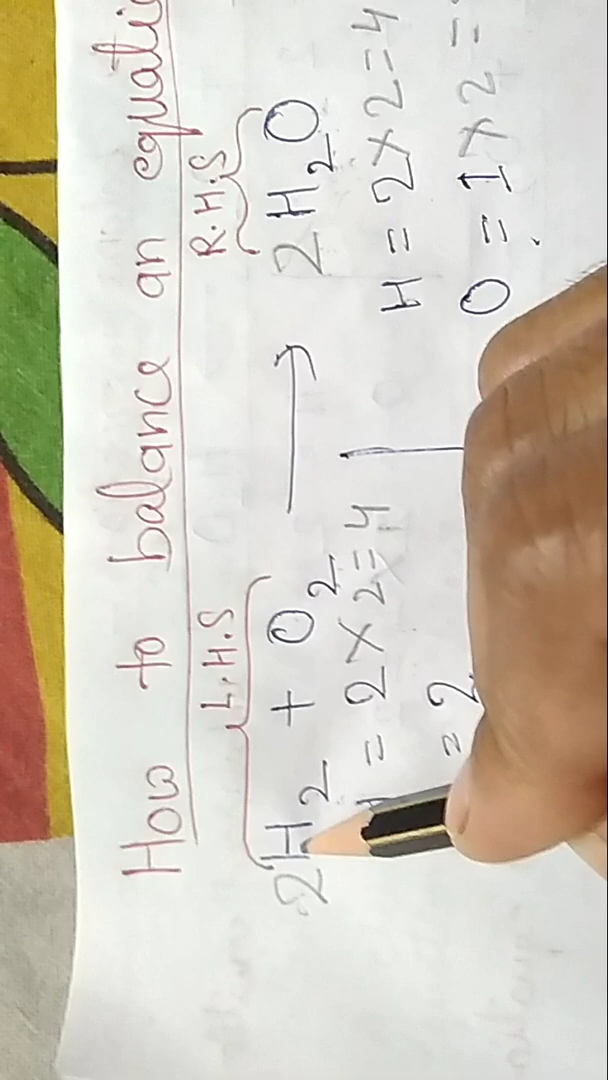 How to balance an equati
L.H.S R.H.S
2H2 + O2 → 2H2O
= 2×2=4 | H = 2×2=4
= 2 O = 1×2 =